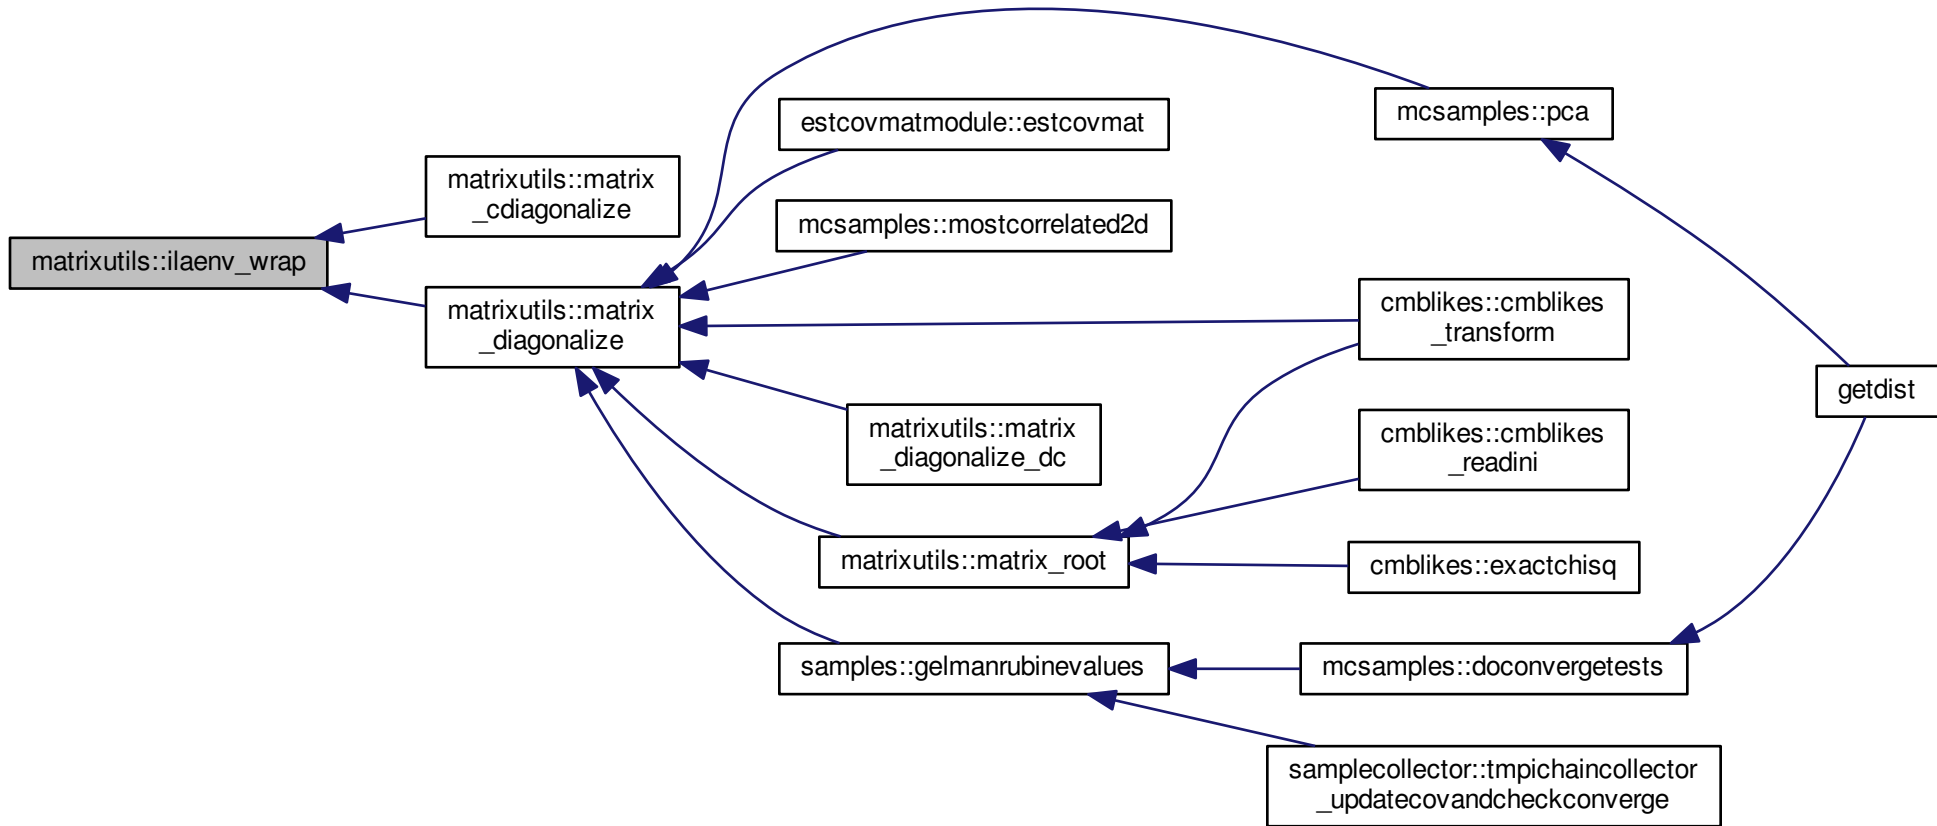 matrixutils::ilaenv_wrap
matrixutils::matrix
_cdiagonalize
matrixutils::matrix
_diagonalize
mcsamples::pca
estcovmatmodule::estcovmat
mcsamples::mostcorrelated2d
cmblikes::cmblikes
_transform
matrixutils::matrix
_diagonalize_dc
cmblikes::cmblikes
_readini
matrixutils::matrix_root
cmblikes::exactchisq
samples::gelmanrubinevalues
mcsamples::doconvergetests
samplecollector::tmpichaincollector
_updatecovandcheckconverge
getdist